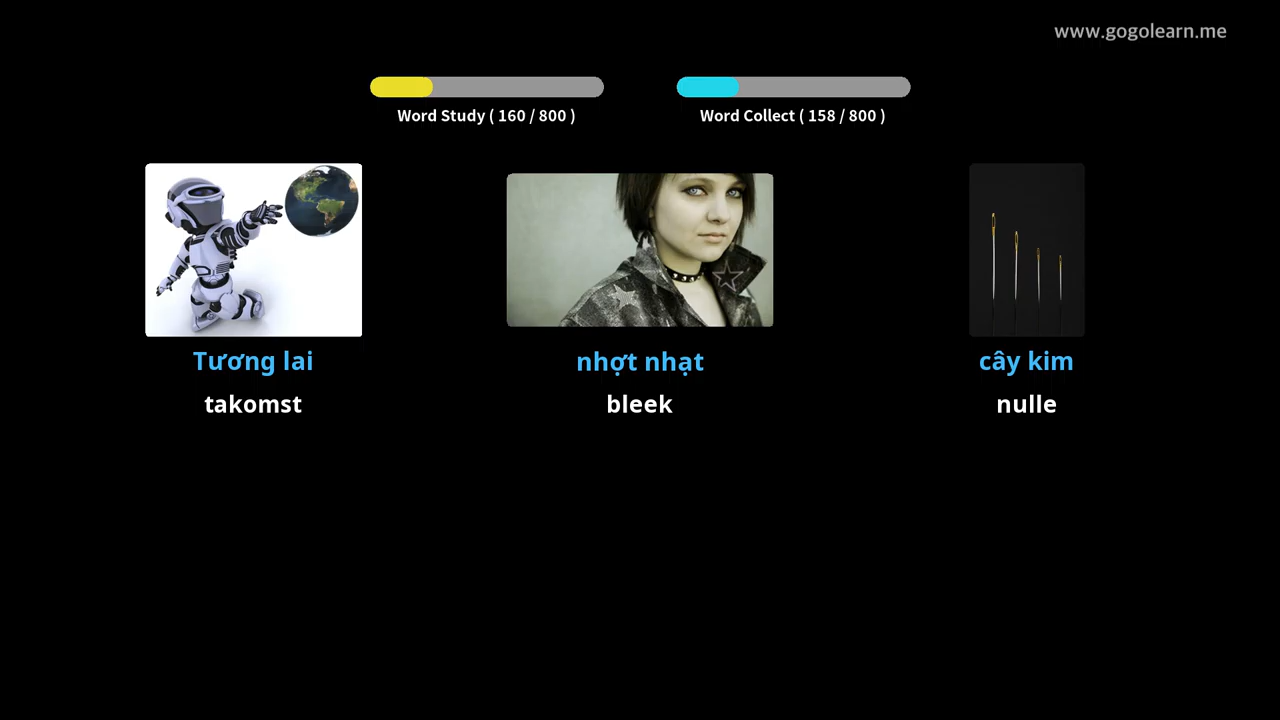 www.gogolearn.me
Word Study ( 160 / 800 )
Word Collect ( 158 / 800 )
Tương lai
takomst
nhợt nhạt
bleek
cây kim
nulle